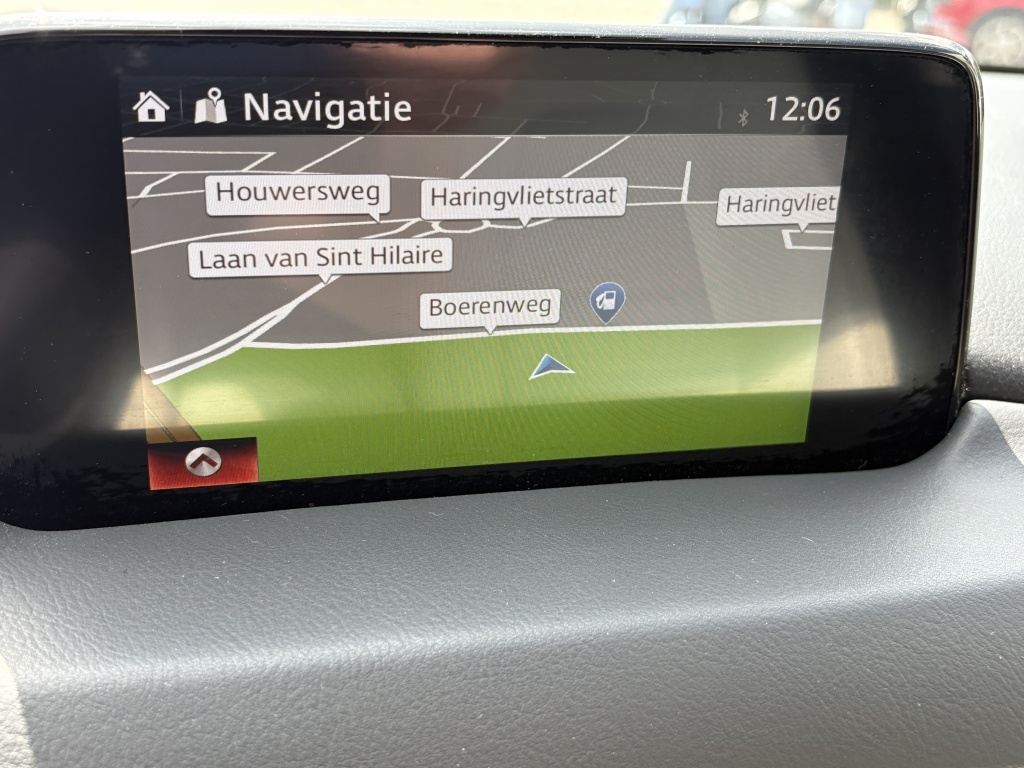 Navigatie
12:06
Houwersweg
Haringvlietstraat
Haringvliet
Laan van Sint Hilaire
Boerenweg